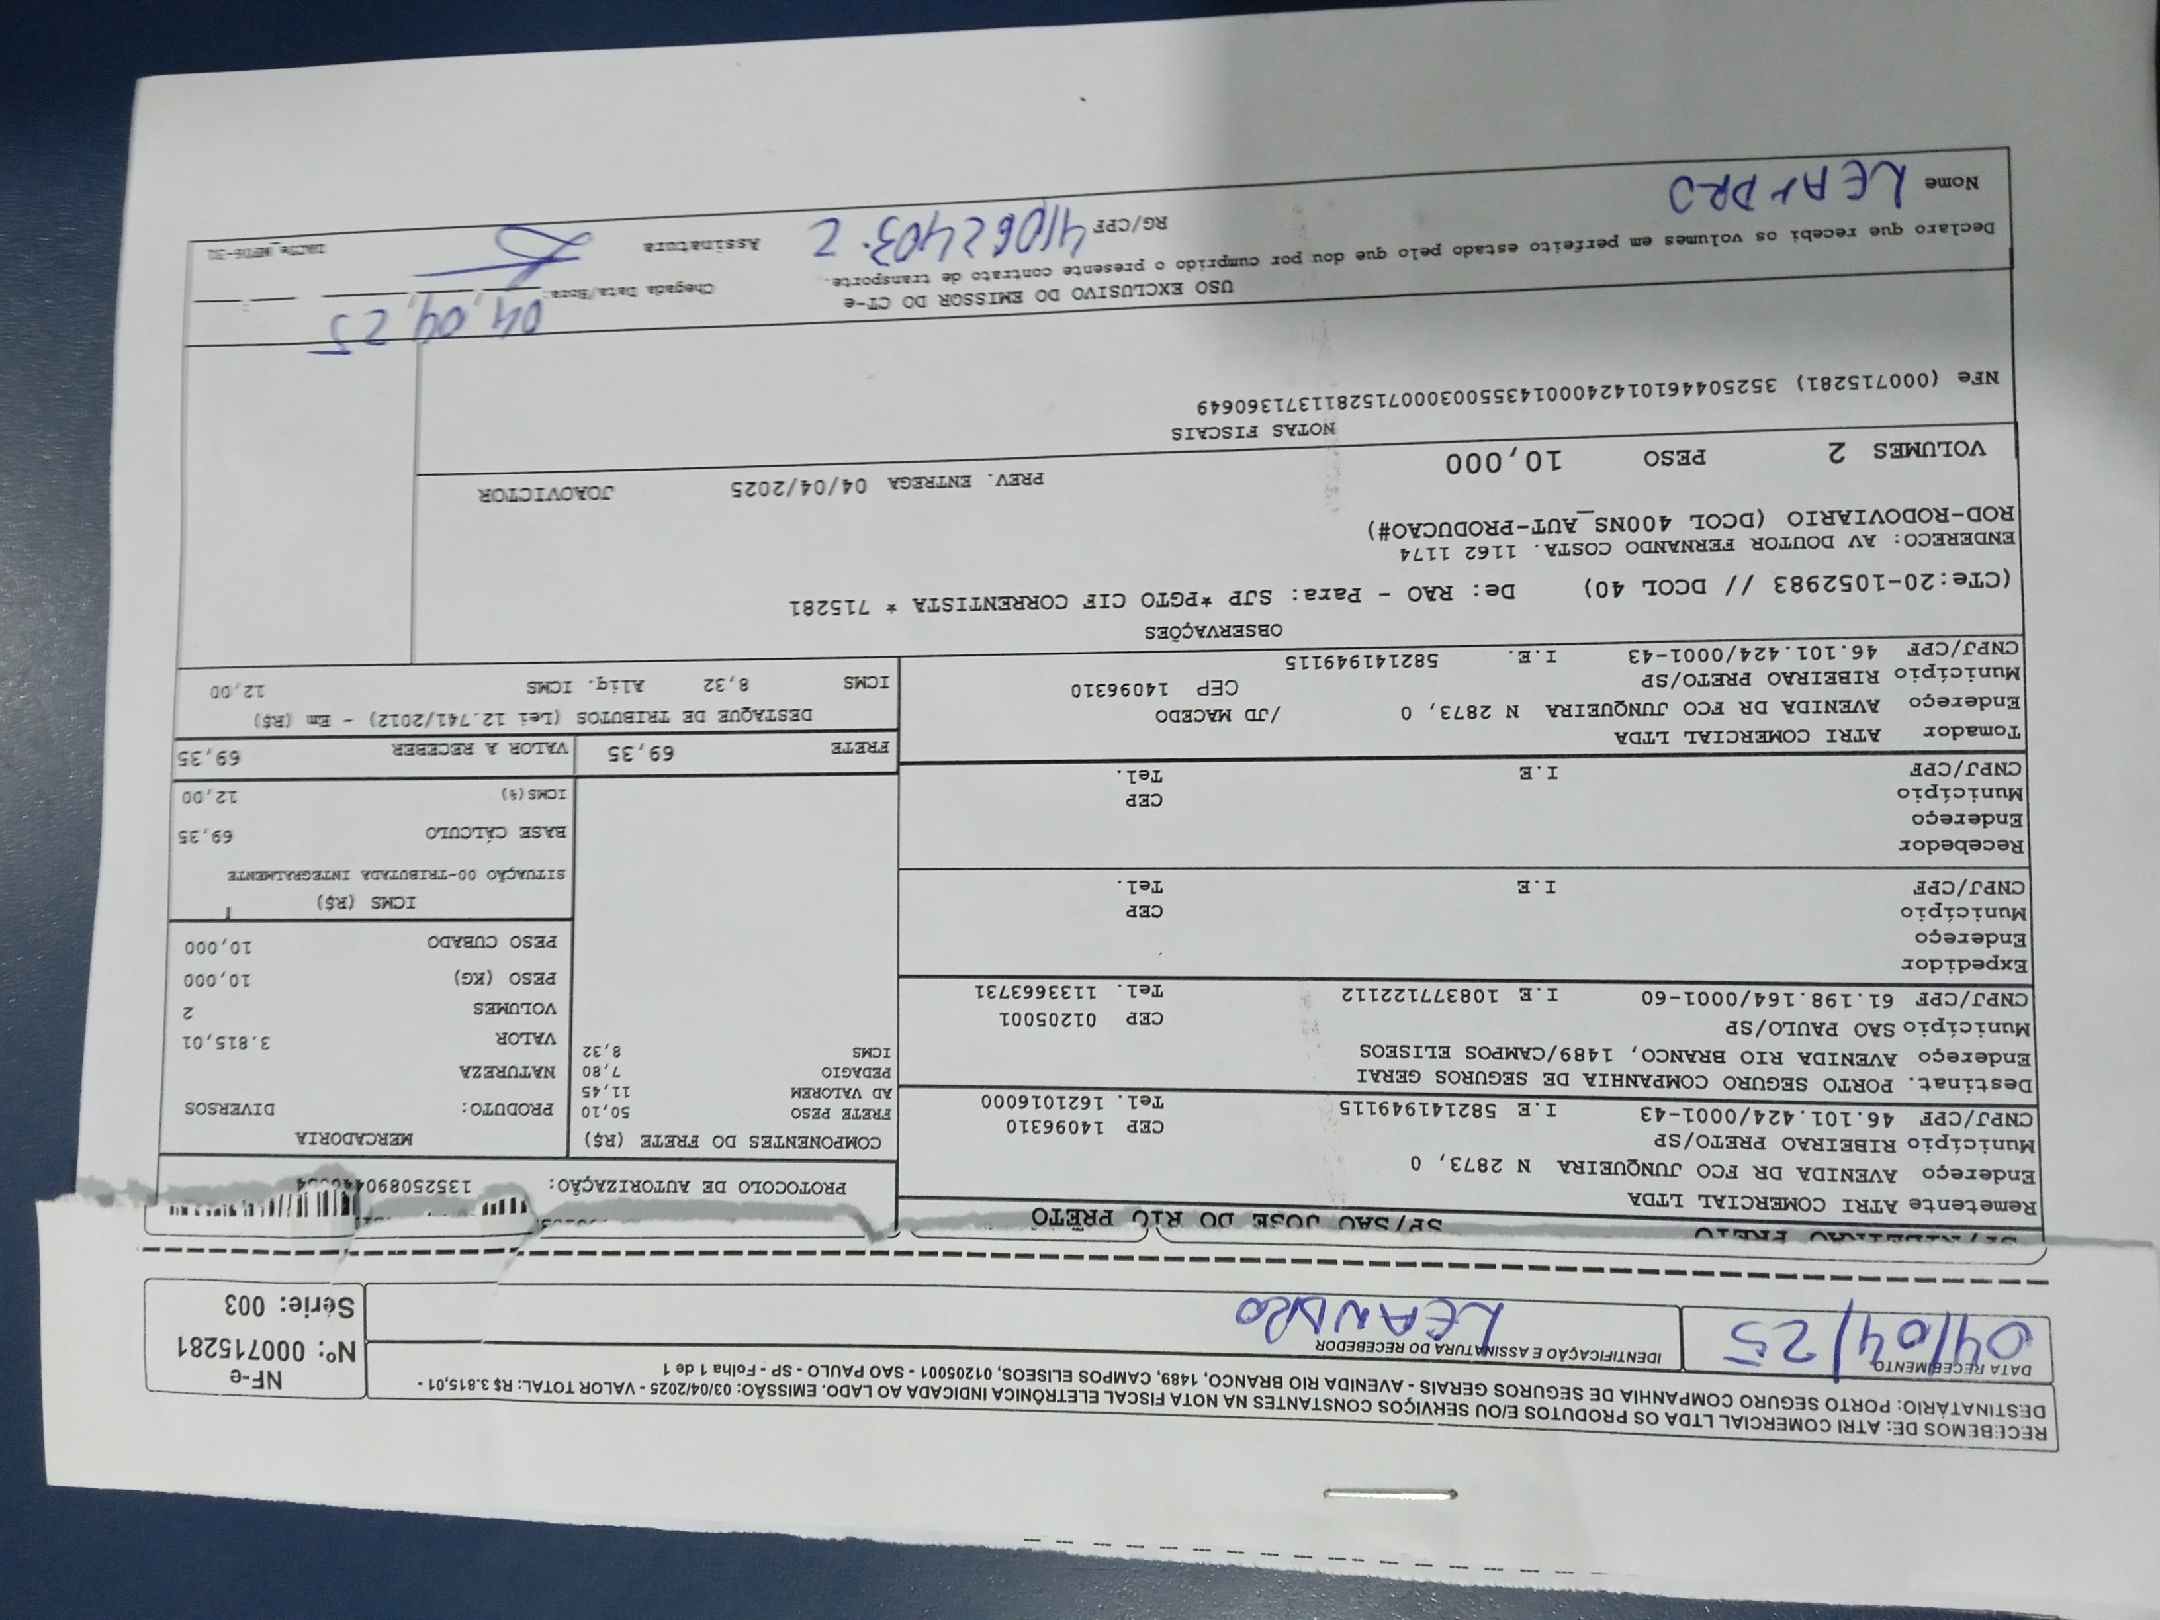 RECEBEMOS DE: ATRI COMERCIAL LTDA OS PRODUTOS E/OU SERVIÇOS CONSTANTES NA NOTA FISCAL ELETRÔNICA INDICADA AO LADO. EMISSÃO: 03/04/2025 - VALOR TOTAL: R$ 3.815,01 -
DESTINATÁRIO: PORTO SEGURO COMPANHIA DE SEGUROS GERAIS - AVENIDA RIO BRANCO, 1489, CAMPOS ELISEOS, 01205001 - SAO PAULO - SP - Folha 1 de 1
NF-e
Nº: 000715281
Série: 003
DATA RECEBIMENTO
04/04/25
IDENTIFICAÇÃO E ASSINATURA DO RECEBEDOR
LEANDRO
SP/SAO JOSE DO RIO PRETO
Remetente ATRI COMERCIAL LTDA
Endereço AVENIDA DR FCO JUNQUEIRA N 2873, 0
Município RIBEIRAO PRETO/SP CEP 14096310
CNPJ/CPF 46.101.424/0001-43 I.E 582141949115 Tel. 1621016000
Destinat. PORTO SEGURO COMPANHIA DE SEGUROS GERAI
Endereço AVENIDA RIO BRANCO, 1489/CAMPOS ELISEOS
Município SAO PAULO/SP CEP 01205001
CNPJ/CPF 61.198.164/0001-60 I.E 108377122112 Tel. 1133663731
Expedidor
Endereço
Município CEP
CNPJ/CPF I.E Tel.
Recebedor
Endereço
Município CEP
CNPJ/CPF I.E Tel.
Tomador ATRI COMERCIAL LTDA
Endereço AVENIDA DR FCO JUNQUEIRA N 2873, 0 /JD MACEDO
Município RIBEIRAO PRETO/SP CEP 14096310
CNPJ/CPF 46.101.424/0001-43 I.E. 582141949115
PROTOCOLO DE AUTORIZAÇÃO:
COMPONENTES DO FRETE (R$)
FRETE PESO 50,10
AD VALOREM 11,45
PEDAGIO 7,80
ICMS 8,32
MERCADORIA
PRODUTO: DIVERSOS
NATUREZA
VALOR 3.815,01
VOLUMES 2
PESO (KG) 10,000
PESO CUBADO 10,000
ICMS (R$)
SITUAÇÃO 00-TRIBUTADA INTEGRALMENTE
BASE CÁLCULO 69,35
ICMS(%) 12,00
FRETE 69,35 VALOR A RECEBER 69,35
DESTAQUE DE TRIBUTOS (Lei 12.741/2012) - Em (R$)
ICMS 8,32 Aliq. ICMS 12,00
OBSERVAÇÕES
(CTe:20-1052983 // DCOL 40) De: RAO - Para: SJP *PGTO CIF CORRENTISTA * 715281
ENDERECO: AV DOUTOR FERNANDO COSTA. 1162 1174
ROD-RODOVIARIO (DCOL 400NS_AUT-PRODUCAO#)
VOLUMES 2 PESO 10,000 PREV. ENTREGA 04/04/2025 JOAOVICTOR
NOTAS FISCAIS
NFe (000715281) 35250446101424000143550030007152811371360649
USO EXCLUSIVO DO EMISSOR DO CT-e
Declaro que recebi os volumes em perfeito estado pelo que dou por cumprido o presente contrato de transporte.
Chegada Data/Hora 04/04/25
Nome LEANDRO RG/CPF 41062403-2 Assinatura